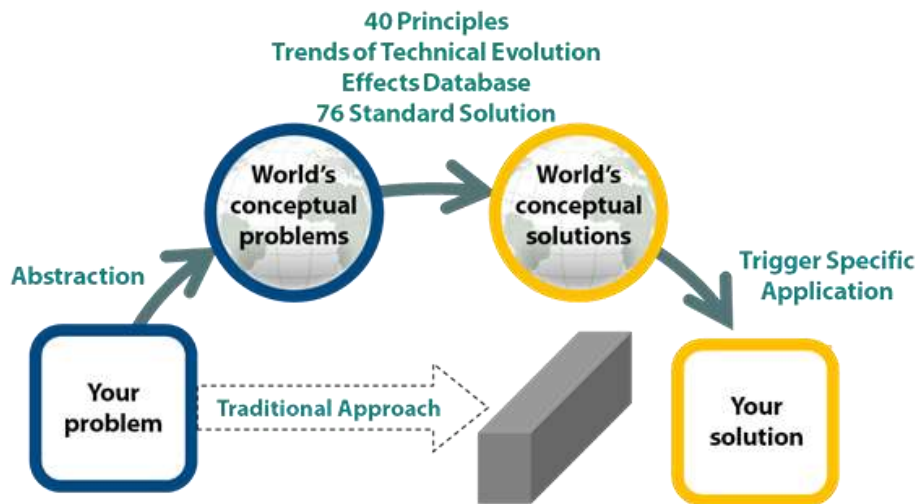 40 Principles
Trends of Technical Evolution
Effects Database
76 Standard Solution
World's
conceptual
problems
World's
conceptual
solutions
Abstraction
Trigger Specific
Application
Your
problem
Traditional Approach
Your
solution